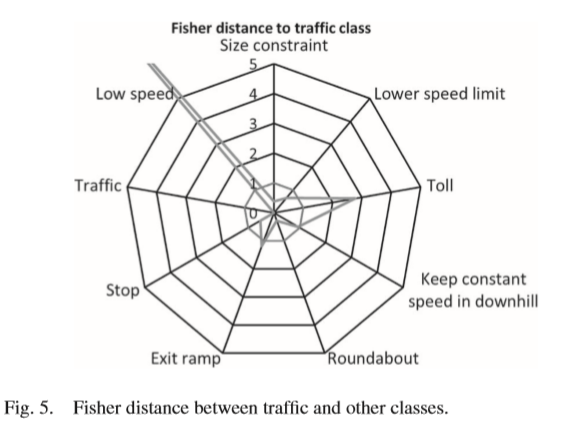 Fisher distance to traffic class
Size constraint
5
Low speed
4
Lower speed limit
3
2
Traffic
1
Toll
0
Stop
Keep constant
speed in downhill
Exit ramp
Roundabout
Fig. 5. Fisher distance between traffic and other classes.